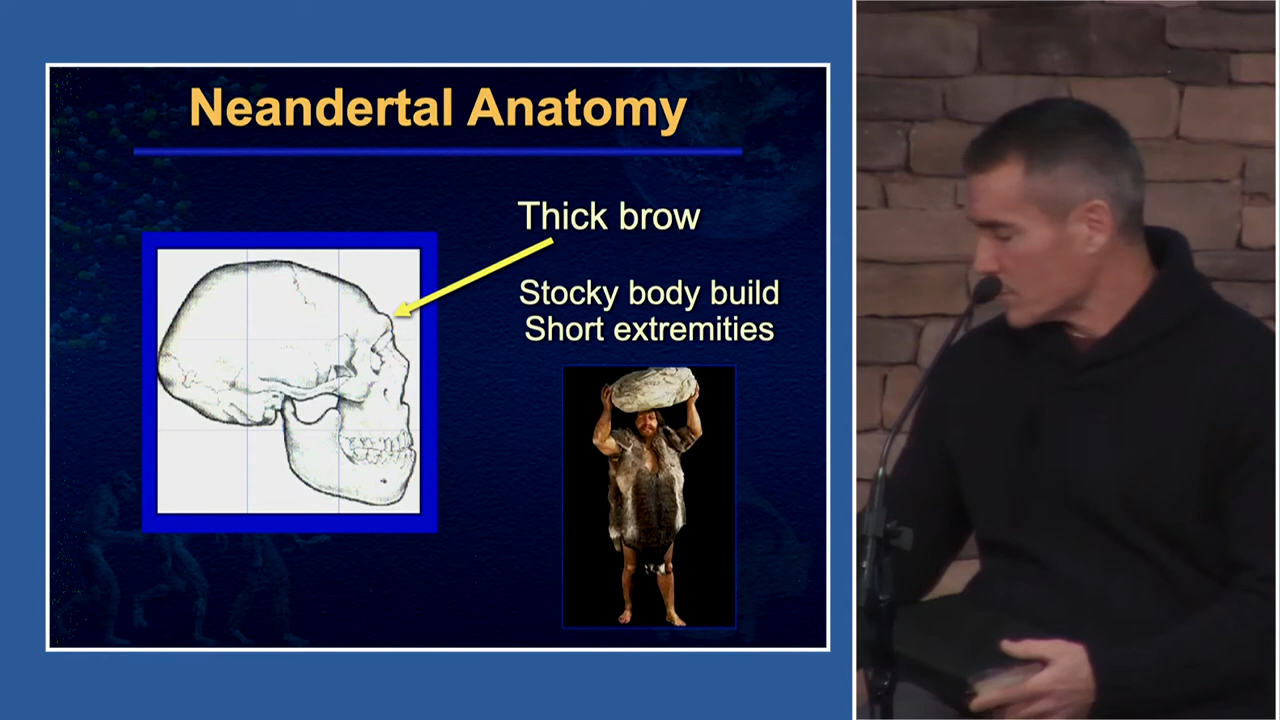 Neandertal Anatomy
Thick brow
Stocky body build
Short extremities